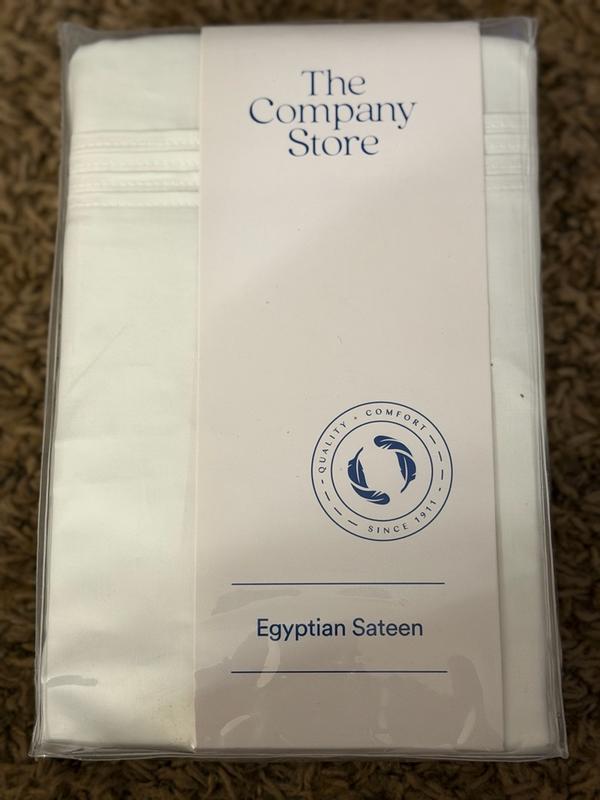 The
Company
Store
QUALITY • COMFORT
SINCE 1911
Egyptian Sateen